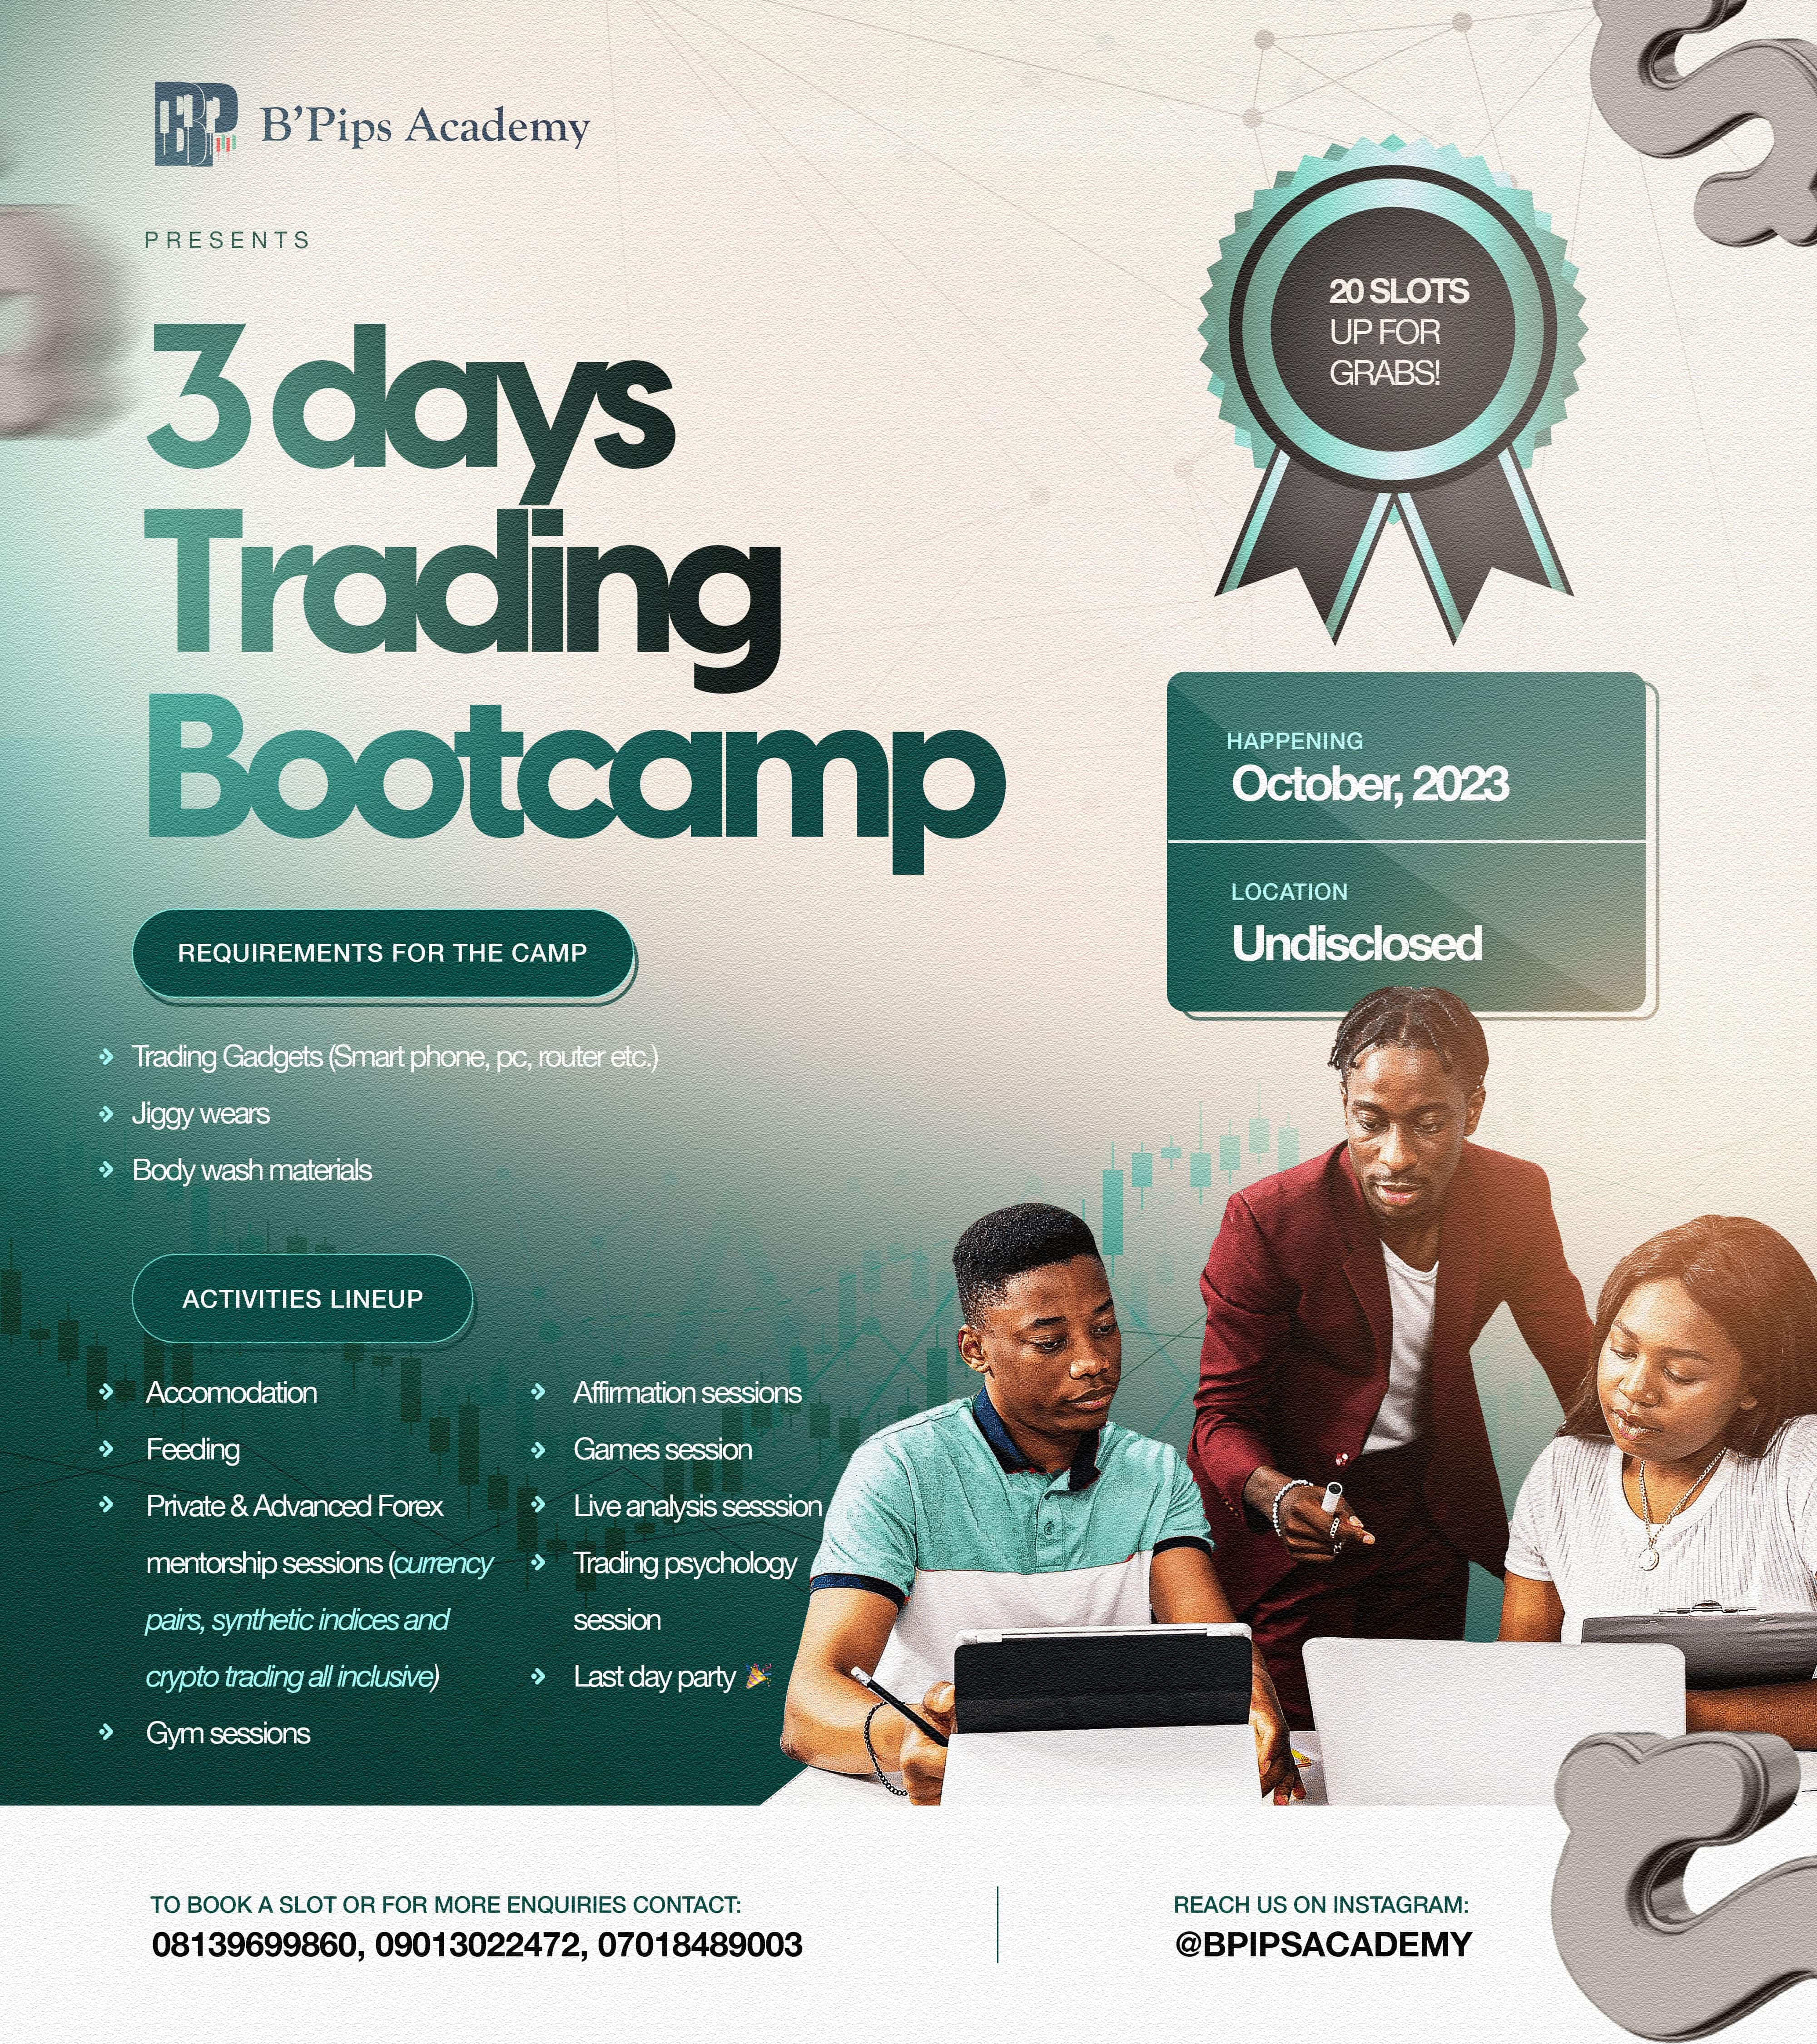 BP B'Pips Academy
PRESENTS
3 days
Trading
Bootcamp
20 SLOTS
UP FOR
GRABS!
HAPPENING
October, 2023
LOCATION
Undisclosed
REQUIREMENTS FOR THE CAMP
Trading Gadgets (Smart phone, pc, router etc.)
Jiggy wears
Body wash materials
ACTIVITIES LINEUP
Accomodation
Feeding
Private & Advanced Forex
mentorship sessions (currency
pairs, synthetic indices and
crypto trading all inclusive)
Gym sessions
Affirmation sessions
Games session
Live analysis sesssion
Trading psychology
session
Last day party 🎉
TO BOOK A SLOT OR FOR MORE ENQUIRIES CONTACT:
08139699860, 09013022472, 07018489003
REACH US ON INSTAGRAM:
@BPIPSACADEMY